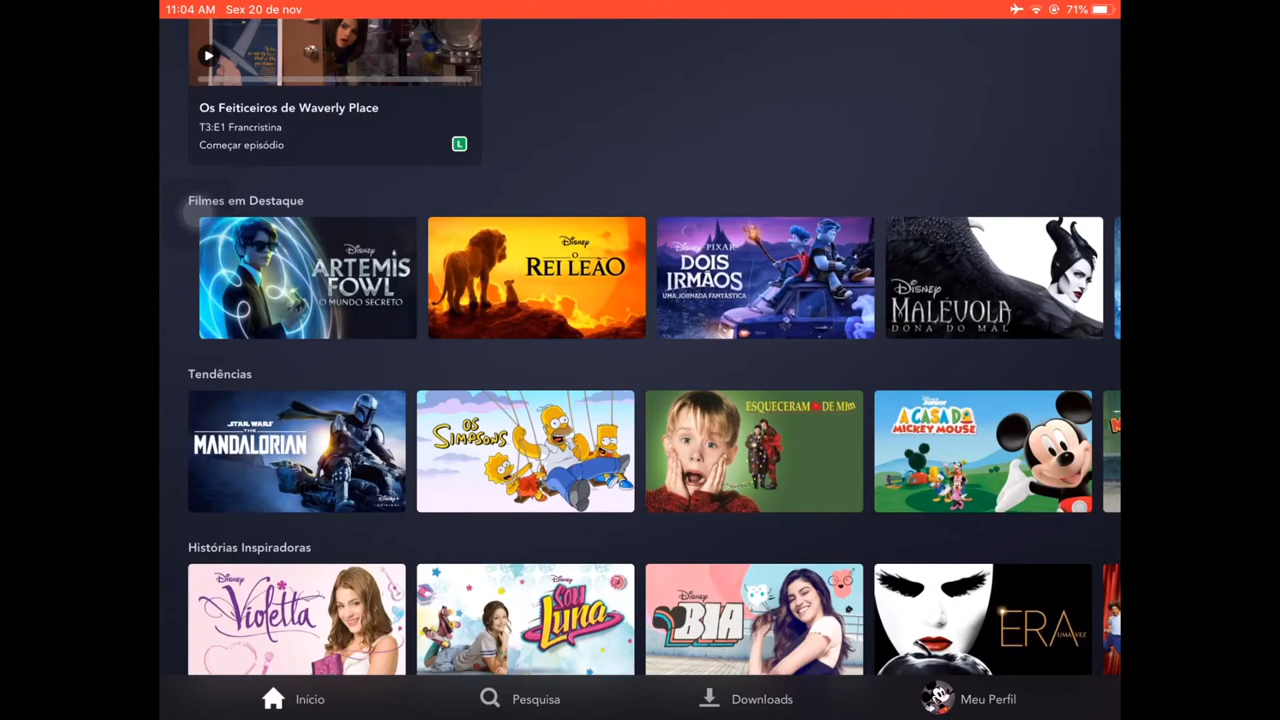 11:04 AM Sex 20 de nov
71%
Os Feiticeiros de Waverly Place
T3:E1 Francristina
Começar episódio
L
Filmes em Destaque
Disney
ARTEMIS
FOWL
O MUNDO SECRETO
Disney
O
REI LEÃO
Disney PIXAR
DOIS
IRMÃOS
UMA JORNADA FANTÁSTICA
Disney
MALÉVOLA
DONA DO MAL
Tendências
STAR WARS
THE
MANDALORIAN
Disney+
ORIGINAL
OS
SIMPSONS
ESQUECERAM DE MIM
Disney
Junior
A CASA DO
MICKEY MOUSE
Histórias Inspiradoras
Disney
Violetta
Disney
SOY
Luna
Disney
BIA
ERA UMA VEZ
Início
Pesquisa
Downloads
Meu Perfil